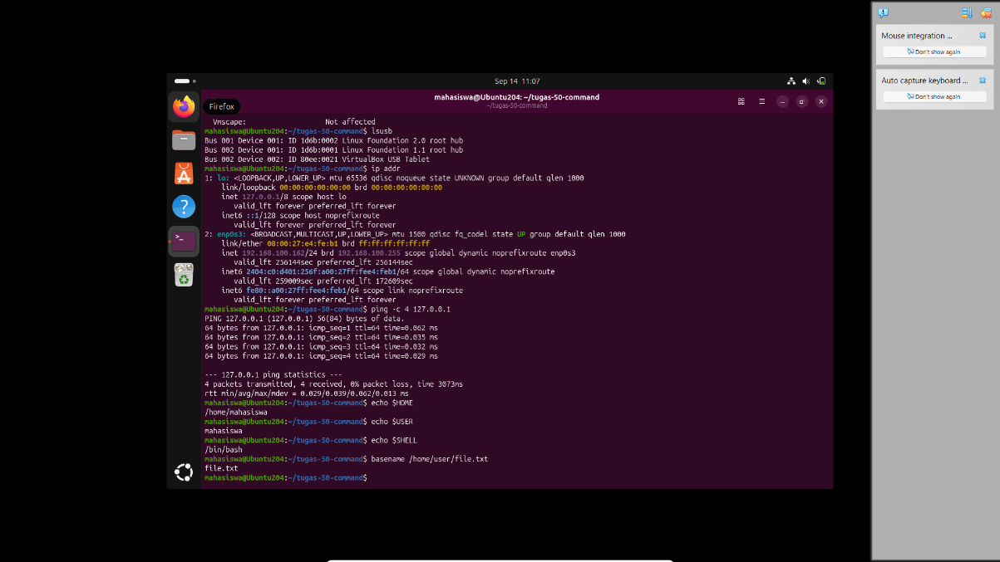 Sep 14 11:07
Firefox
mahasiswa@Ubuntu204: ~/tugas-50-command
~/tugas-50-command
Vmscape:                   Not affected
mahasiswa@Ubuntu204:~/tugas-50-command$ lsusb
Bus 001 Device 001: ID 1d6b:0002 Linux Foundation 2.0 root hub
Bus 002 Device 001: ID 1d6b:0001 Linux Foundation 1.1 root hub
Bus 002 Device 002: ID 80ee:0021 VirtualBox USB Tablet
mahasiswa@Ubuntu204:~/tugas-50-command$ ip addr
1: lo: <LOOPBACK,UP,LOWER_UP> mtu 65536 qdisc noqueue state UNKNOWN group default qlen 1000
    link/loopback 00:00:00:00:00:00 brd 00:00:00:00:00:00
    inet 127.0.0.1/8 scope host lo
       valid_lft forever preferred_lft forever
    inet6 ::1/128 scope host noprefixroute
       valid_lft forever preferred_lft forever
2: enp0s3: <BROADCAST,MULTICAST,UP,LOWER_UP> mtu 1500 qdisc fq_codel state UP group default qlen 1000
    link/ether 08:00:27:e4:fe:b1 brd ff:ff:ff:ff:ff:ff
    inet 192.168.100.162/24 brd 192.168.100.255 scope global dynamic noprefixroute enp0s3
       valid_lft 256144sec preferred_lft 256144sec
    inet6 2404:c0:d401:256f:a00:27ff:fee4:feb1/64 scope global dynamic noprefixroute
       valid_lft 259009sec preferred_lft 172609sec
    inet6 fe80::a00:27ff:fee4:feb1/64 scope link noprefixroute
       valid_lft forever preferred_lft forever
mahasiswa@Ubuntu204:~/tugas-50-command$ ping -c 4 127.0.0.1
PING 127.0.0.1 (127.0.0.1) 56(84) bytes of data.
64 bytes from 127.0.0.1: icmp_seq=1 ttl=64 time=0.062 ms
64 bytes from 127.0.0.1: icmp_seq=2 ttl=64 time=0.035 ms
64 bytes from 127.0.0.1: icmp_seq=3 ttl=64 time=0.032 ms
64 bytes from 127.0.0.1: icmp_seq=4 ttl=64 time=0.029 ms
--- 127.0.0.1 ping statistics ---
4 packets transmitted, 4 received, 0% packet loss, time 3073ms
rtt min/avg/max/mdev = 0.029/0.039/0.062/0.013 ms
mahasiswa@Ubuntu204:~/tugas-50-command$ echo $HOME
/home/mahasiswa
mahasiswa@Ubuntu204:~/tugas-50-command$ echo $USER
mahasiswa
mahasiswa@Ubuntu204:~/tugas-50-command$ echo $SHELL
/bin/bash
mahasiswa@Ubuntu204:~/tugas-50-command$ basename /home/user/file.txt
file.txt
mahasiswa@Ubuntu204:~/tugas-50-command$
Mouse integration ...
Don't show again
Auto capture keyboard ...
Don't show again